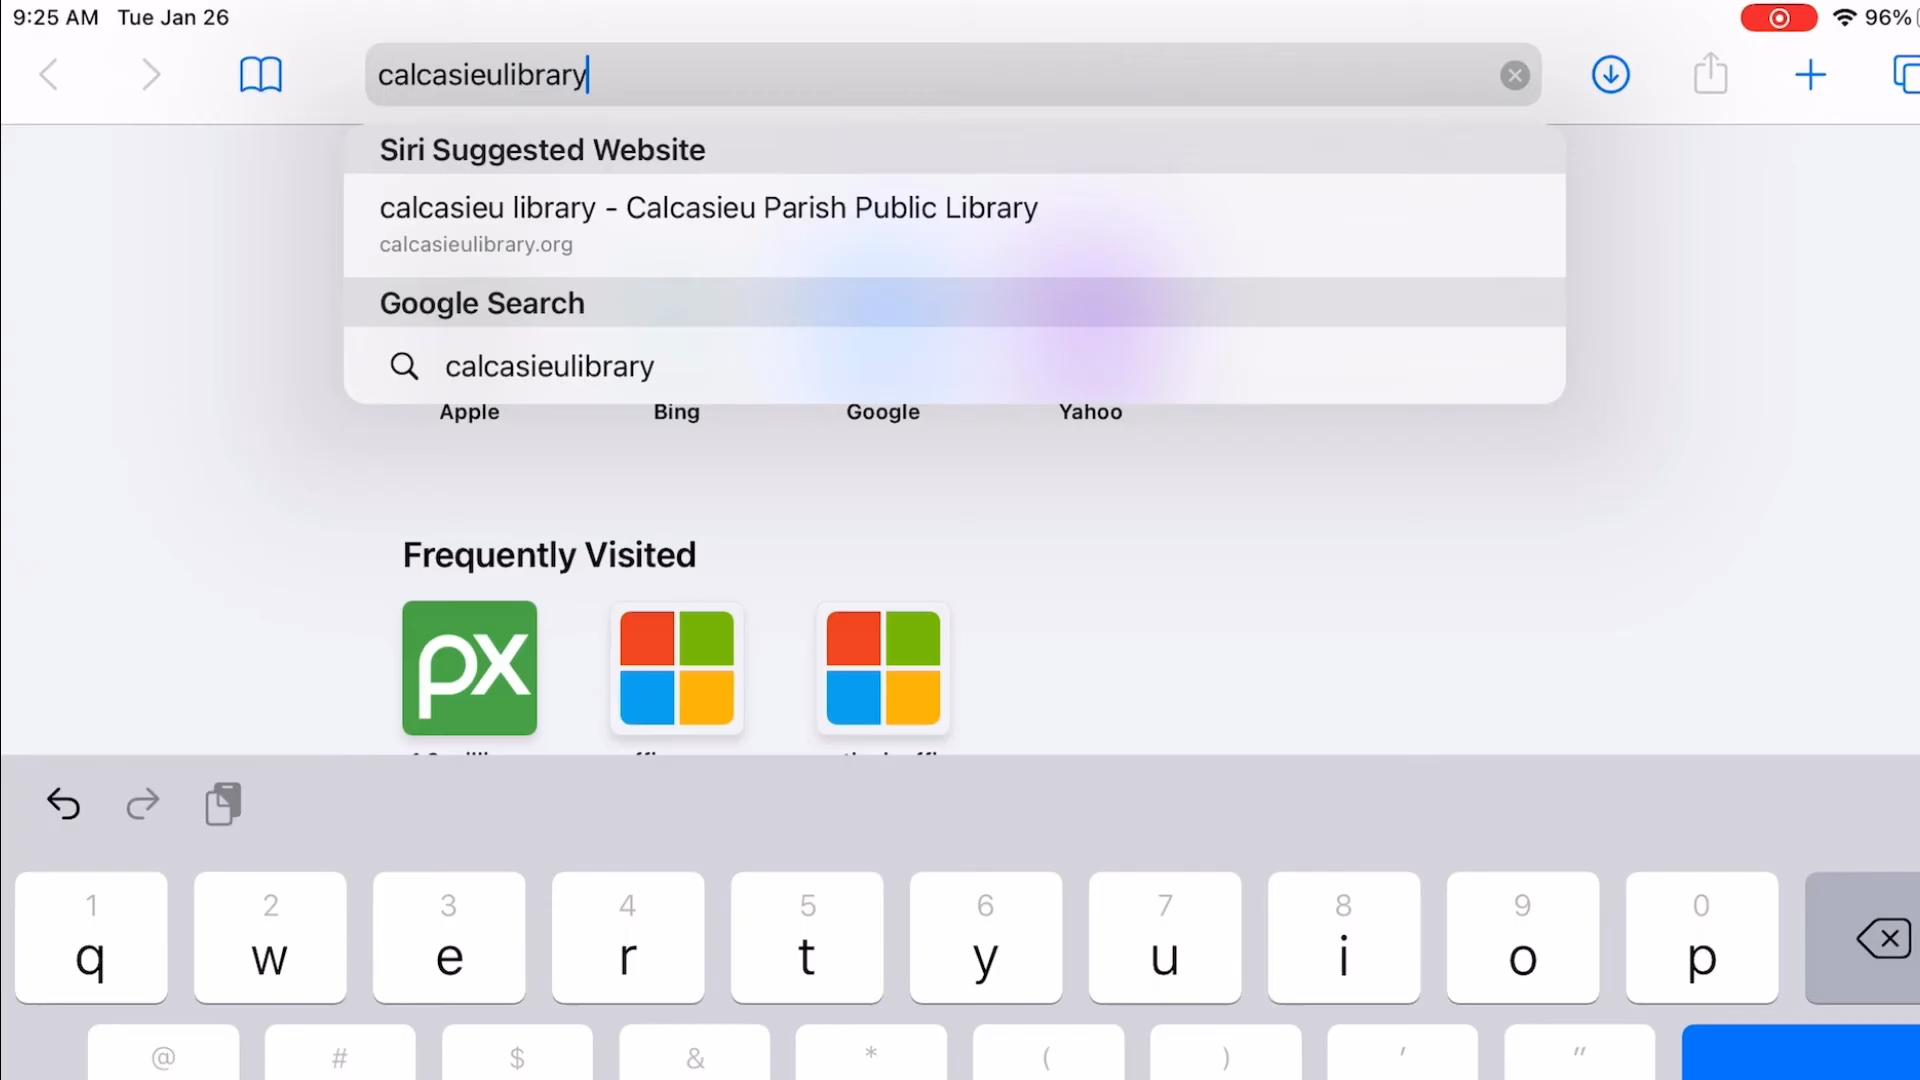 9:25 AM Tue Jan 26
96%
calcasieulibrary
Siri Suggested Website
calcasieu library - Calcasieu Parish Public Library
calcasieulibrary.org
Google Search
calcasieulibrary
Apple Bing Google Yahoo
Frequently Visited
px
1 2 3 4 5 6 7 8 9 0
q w e r t y u i o p
@ # $ & * ( ) ' "